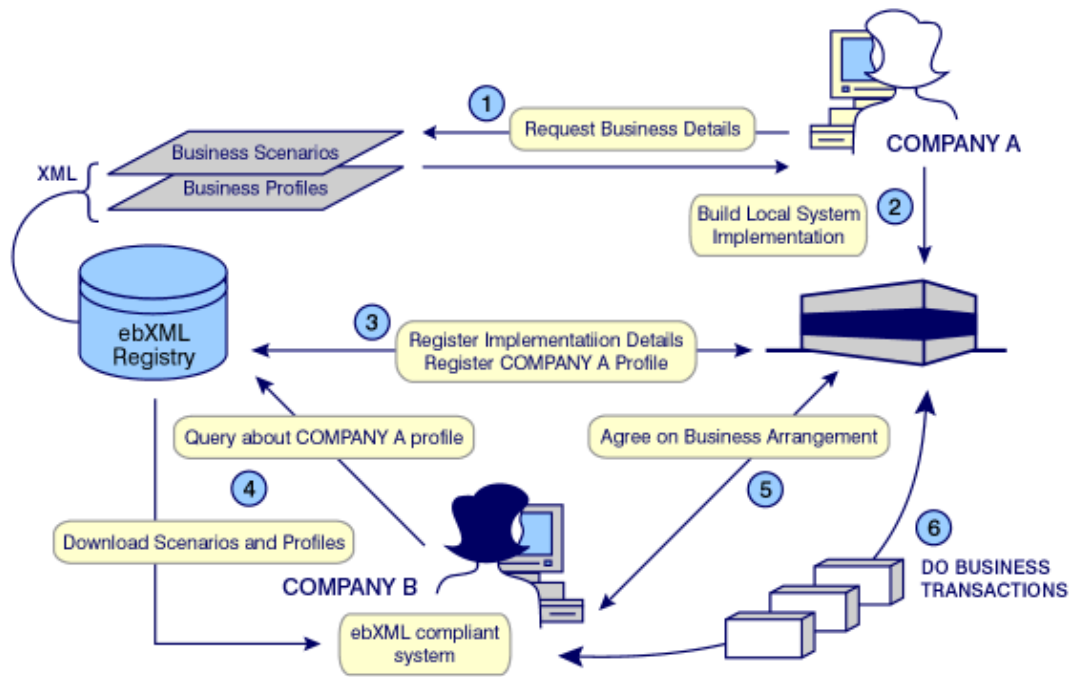 1
Request Business Details
COMPANY A
XML
Business Scenarios
Business Profiles
2
Build Local System
Implementation
ebXML
Registry
3
Register Implementatiion Details
Register COMPANY A Profile
Query about COMPANY A profile
Agree on Business Arrangement
4
5
6
Download Scenarios and Profiles
DO BUSINESS
TRANSACTIONS
COMPANY B
ebXML compliant
system